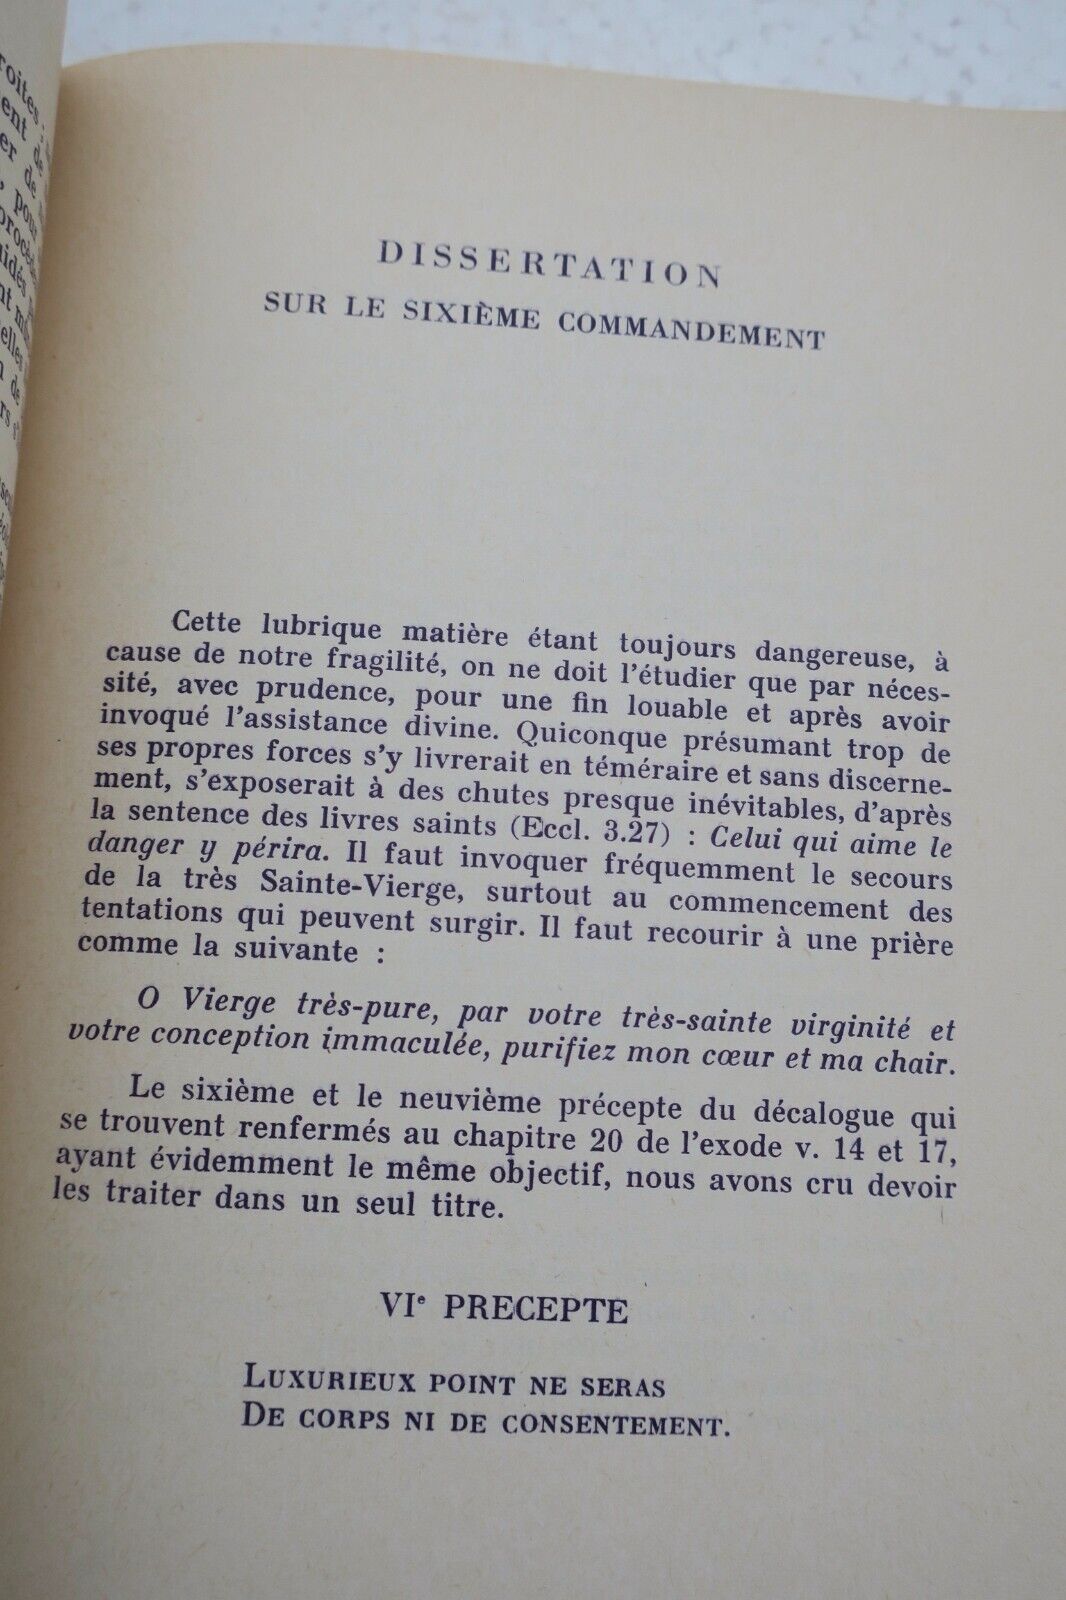 DISSERTATION
SUR LE SIXIÈME COMMANDEMENT
Cette lubrique matière étant toujours dangereuse, à
cause de notre fragilité, on ne doit l'étudier que par néces-
sité, avec prudence, pour une fin louable et après avoir
invoqué l'assistance divine. Quiconque présumant trop de
ses propres forces s'y livrerait en téméraire et sans discerne-
ment, s'exposerait à des chutes presque inévitables, d'après
la sentence des livres saints (Eccl. 3.27) : Celui qui aime le
danger y périra. Il faut invoquer fréquemment le secours
de la très Sainte-Vierge, surtout au commencement des
tentations qui peuvent surgir. Il faut recourir à une prière
comme la suivante :
O Vierge très-pure, par votre très-sainte virginité et
votre conception immaculée, purifiez mon cœur et ma chair.
Le sixième et le neuvième précepte du décalogue qui
se trouvent renfermés au chapitre 20 de l'exode v. 14 et 17,
ayant évidemment le même objectif, nous avons cru devoir
les traiter dans un seul titre.
VIe PRECEPTE
LUXURIEUX POINT NE SERAS
DE CORPS NI DE CONSENTEMENT.